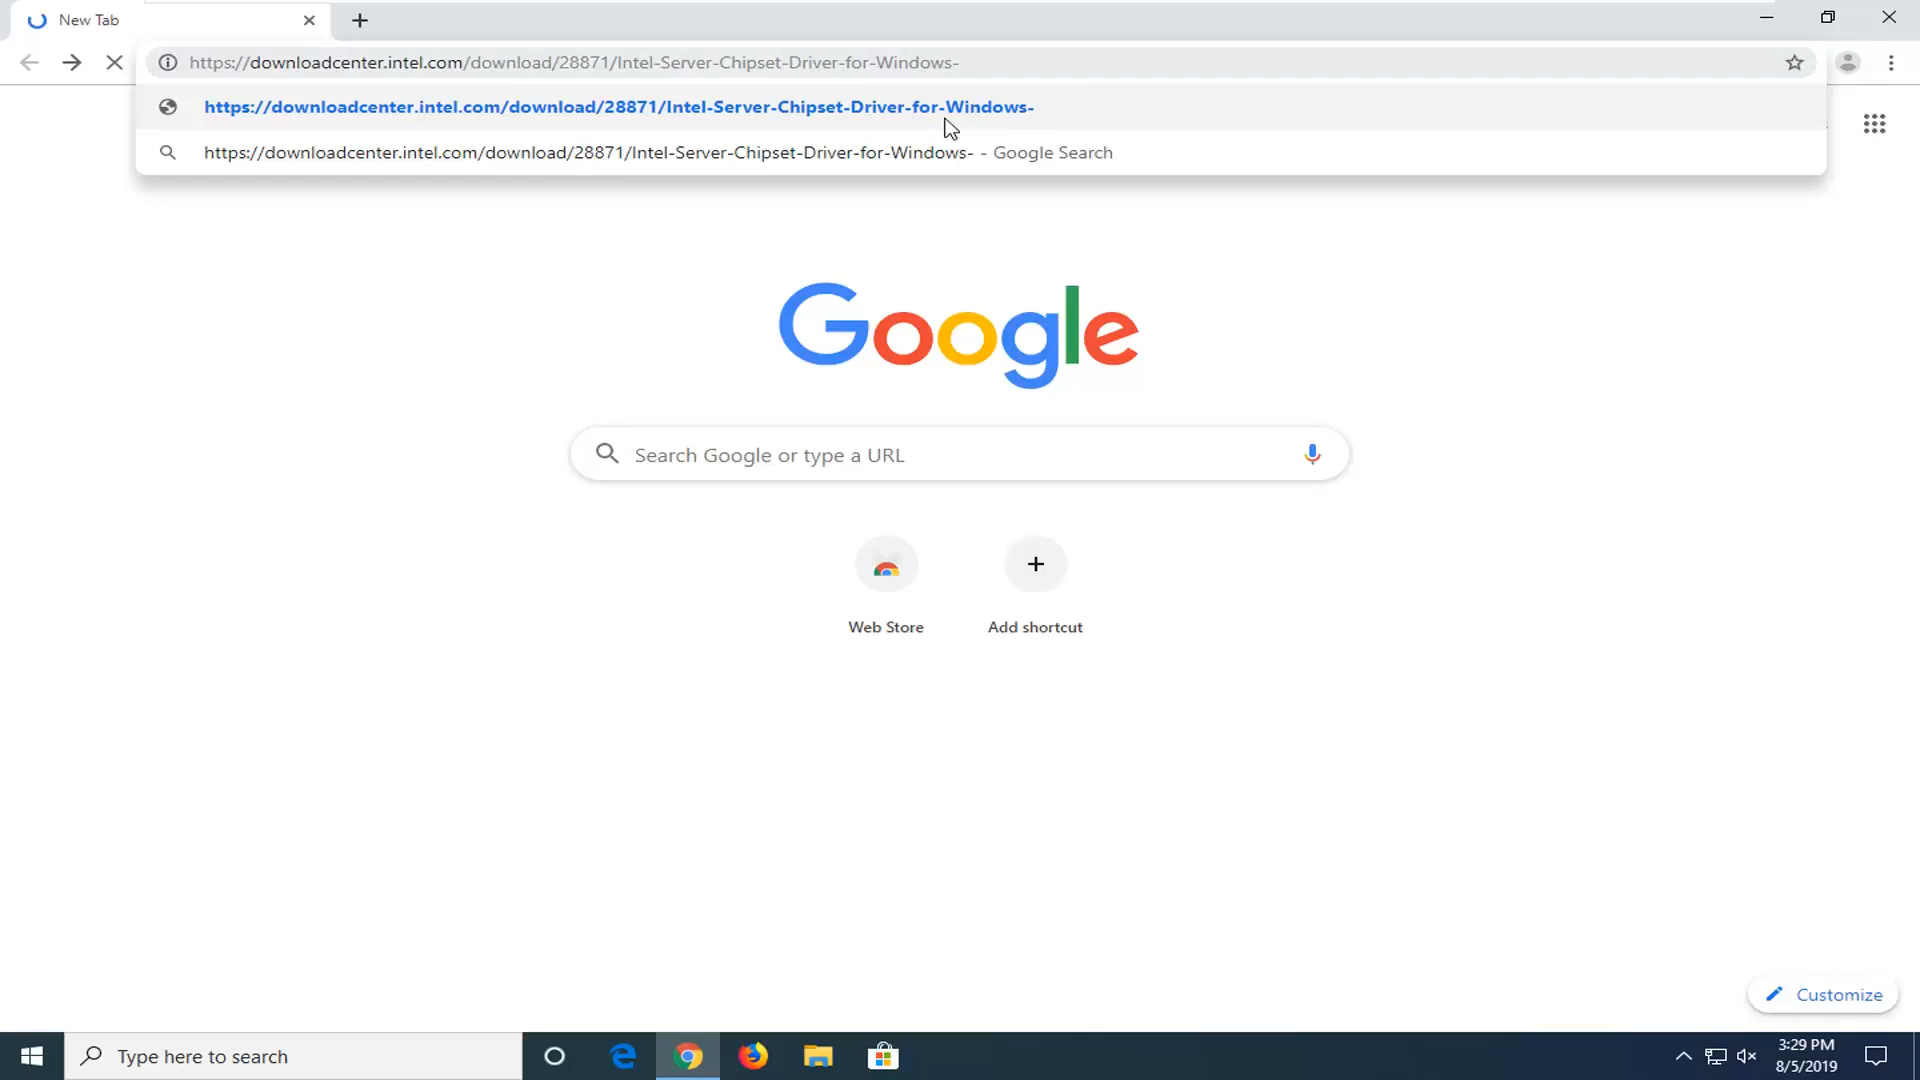 New Tab
https://downloadcenter.intel.com/download/28871/Intel-Server-Chipset-Driver-for-Windows-
https://downloadcenter.intel.com/download/28871/Intel-Server-Chipset-Driver-for-Windows-
https://downloadcenter.intel.com/download/28871/Intel-Server-Chipset-Driver-for-Windows- - Google Search
Google
Search Google or type a URL
Web Store
Add shortcut
Customize
Type here to search
3:29 PM
8/5/2019